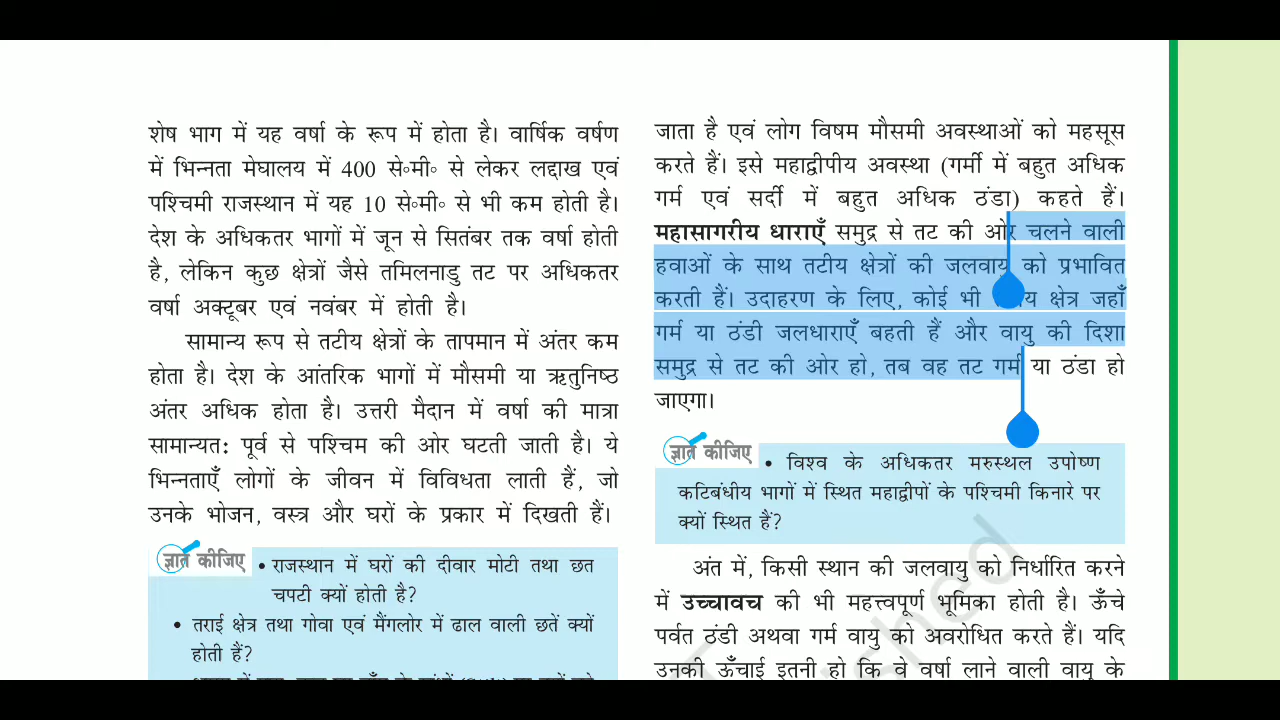 शेष भाग में यह वर्षा के रूप में होता है। वार्षिक वर्षण
में भिन्नता मेघालय में 400 से॰मी॰ से लेकर लद्दाख एवं
पश्चिमी राजस्थान में यह 10 से॰मी॰ से भी कम होती है।
देश के अधिकतर भागों में जून से सितंबर तक वर्षा होती
है, लेकिन कुछ क्षेत्रों जैसे तमिलनाडु तट पर अधिकतर
वर्षा अक्टूबर एवं नवंबर में होती है।
सामान्य रूप से तटीय क्षेत्रों के तापमान में अंतर कम
होता है। देश के आंतरिक भागों में मौसमी या ऋतुनिष्ठ
अंतर अधिक होता है। उत्तरी मैदान में वर्षा की मात्रा
सामान्यतः पूर्व से पश्चिम की ओर घटती जाती है। ये
भिन्नताएँ लोगों के जीवन में विविधता लाती हैं, जो
उनके भोजन, वस्त्र और घरों के प्रकार में दिखती हैं।
ज्ञात कीजिए • राजस्थान में घरों की दीवार मोटी तथा छत
चपटी क्यों होती है?
• तराई क्षेत्र तथा गोवा एवं मैंगलोर में ढाल वाली छतें क्यों
होती हैं?
जाता है एवं लोग विषम मौसमी अवस्थाओं को महसूस
करते हैं। इसे महाद्वीपीय अवस्था (गर्मी में बहुत अधिक
गर्म एवं सर्दी में बहुत अधिक ठंडा) कहते हैं।
महासागरीय धाराएँ समुद्र से तट की ओर चलने वाली
हवाओं के साथ तटीय क्षेत्रों की जलवायु को प्रभावित
करती हैं। उदाहरण के लिए, कोई भी क्षेत्र जहाँ
गर्म या ठंडी जलधाराएँ बहती हैं और वायु की दिशा
समुद्र से तट की ओर हो, तब वह तट गर्म या ठंडा हो
जाएगा।
ज्ञात कीजिए • विश्व के अधिकतर मरुस्थल उपोष्ण
कटिबंधीय भागों में स्थित महाद्वीपों के पश्चिमी किनारे पर
क्यों स्थित हैं?
अंत में, किसी स्थान की जलवायु को निर्धारित करने
में उच्चावच की भी महत्त्वपूर्ण भूमिका होती है। ऊँचे
पर्वत ठंडी अथवा गर्म वायु को अवरोधित करते हैं। यदि
उनकी ऊँचाई इतनी हो कि वे वर्षा लाने वाली वायु के